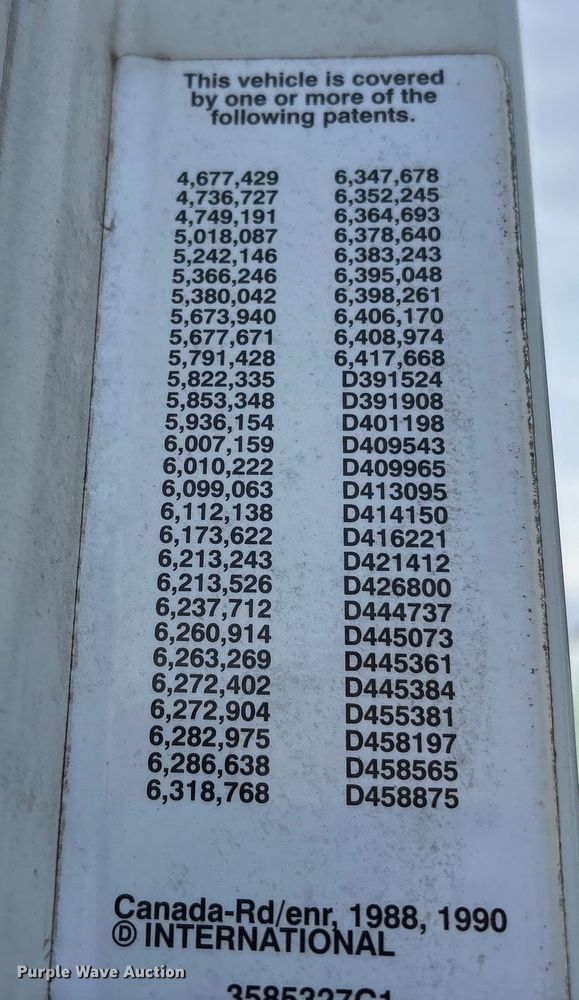 This vehicle is covered
by one or more of the
following patents.
4,677,429 6,347,678
4,736,727 6,352,245
4,749,191 6,364,693
5,018,087 6,378,640
5,242,146 6,383,243
5,366,246 6,395,048
5,380,042 6,398,261
5,673,940 6,406,170
5,677,671 6,408,974
5,791,428 6,417,668
5,822,335 D391524
5,853,348 D391908
5,936,154 D401198
6,007,159 D409543
6,010,222 D409965
6,099,063 D413095
6,112,138 D414150
6,173,622 D416221
6,213,243 D421412
6,213,526 D426800
6,237,712 D444737
6,260,914 D445073
6,263,269 D445361
6,272,402 D445384
6,272,904 D455381
6,282,975 D458197
6,286,638 D458565
6,318,768 D458875
Canada-Rd/enr, 1988, 1990
Ⓓ INTERNATIONAL
3585327C1
Purple Wave Auction